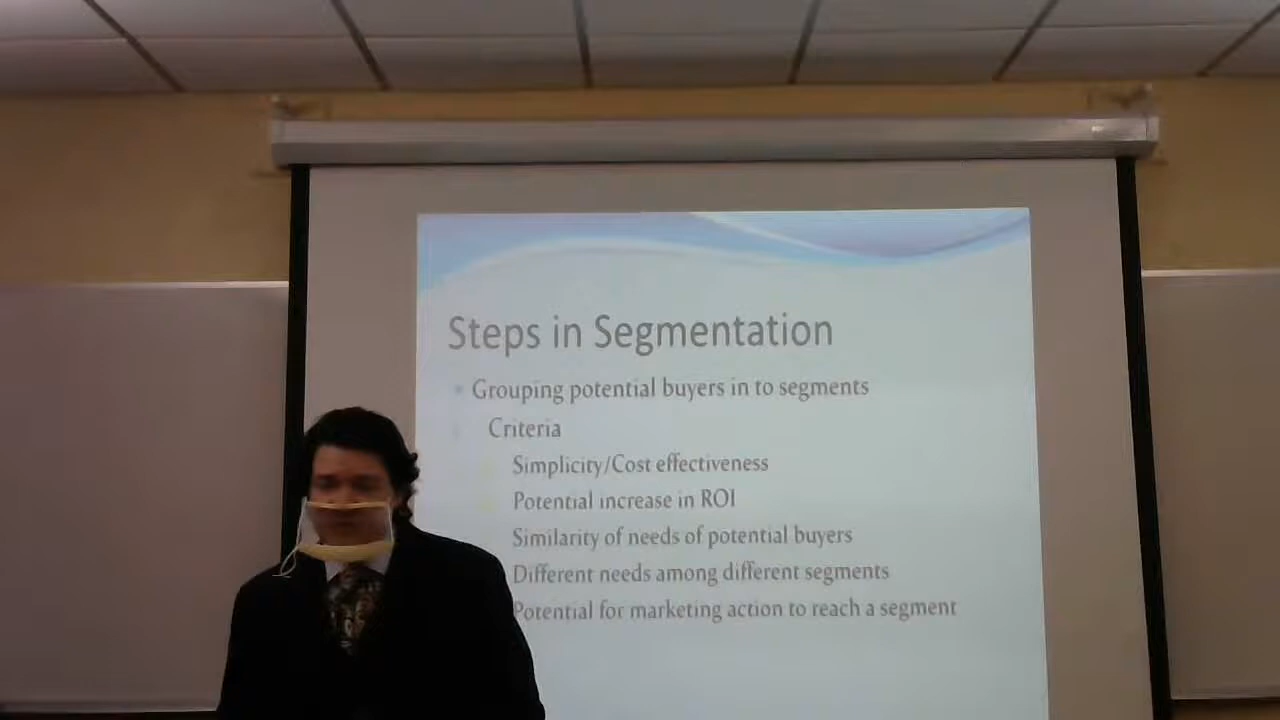 Steps in Segmentation
Grouping potential buyers in to segments
Criteria
Simplicity/Cost effectiveness
Potential increase in ROI
Similarity of needs of potential buyers
Different needs among different segments
Potential for marketing action to reach a segment